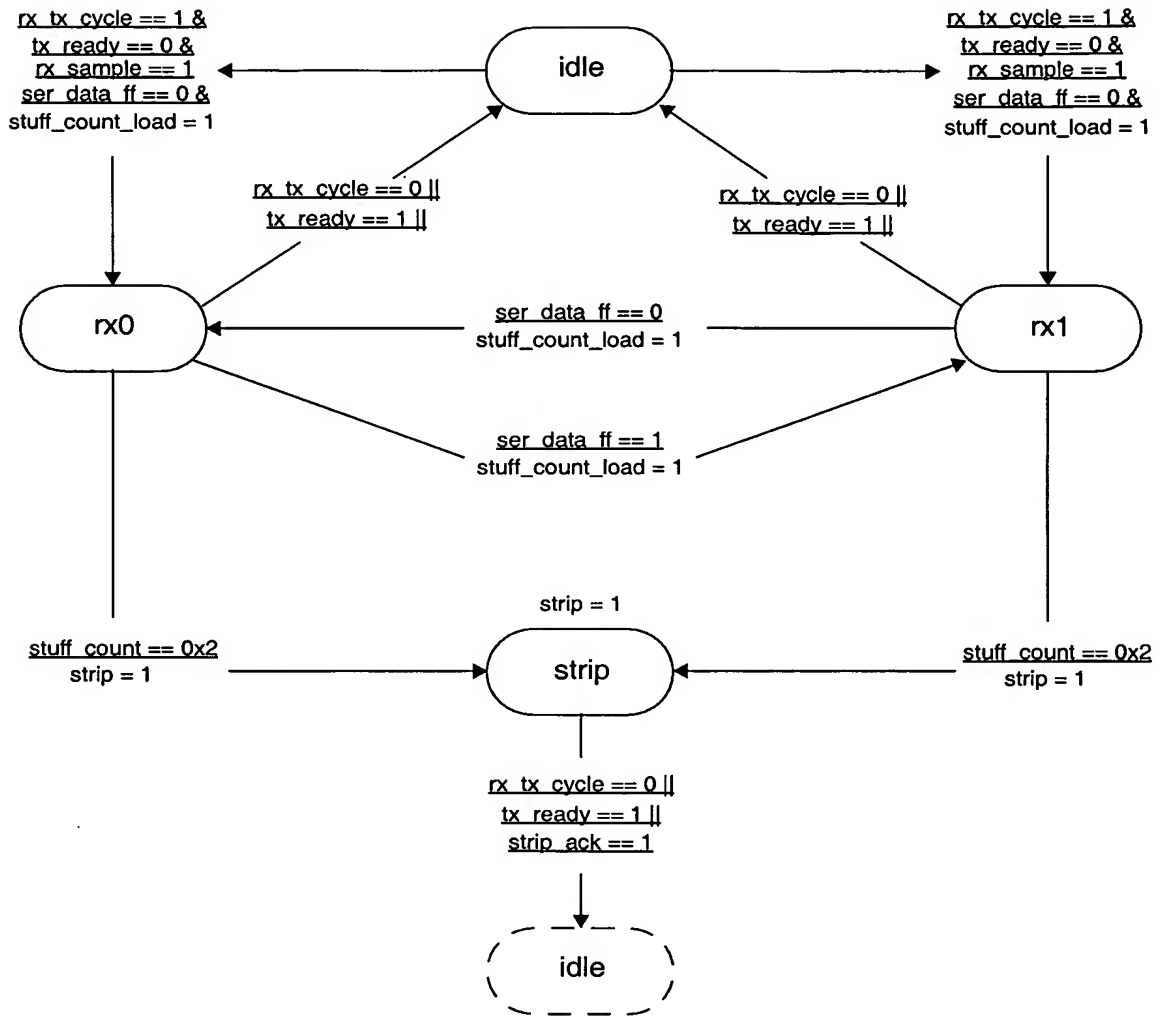 rx_tx_cycle == 1 &
tx_ready == 0 &
rx_sample == 1
ser_data_ff == 0 &
stuff_count_load = 1
idle
rx_tx_cycle == 1 &
tx_ready == 0 &
rx_sample == 1
ser_data_ff == 0 &
stuff_count_load = 1
rx_tx_cycle == 0 ||
tx_ready == 1 ||
rx_tx_cycle == 0 ||
tx_ready == 1 ||
rx0
ser_data_ff == 0
stuff_count_load = 1
rx1
ser_data_ff == 1
stuff_count_load = 1
strip = 1
stuff_count == 0x2
strip = 1
strip
stuff_count == 0x2
strip = 1
rx_tx_cycle == 0 ||
tx_ready == 1 ||
strip_ack == 1
idle